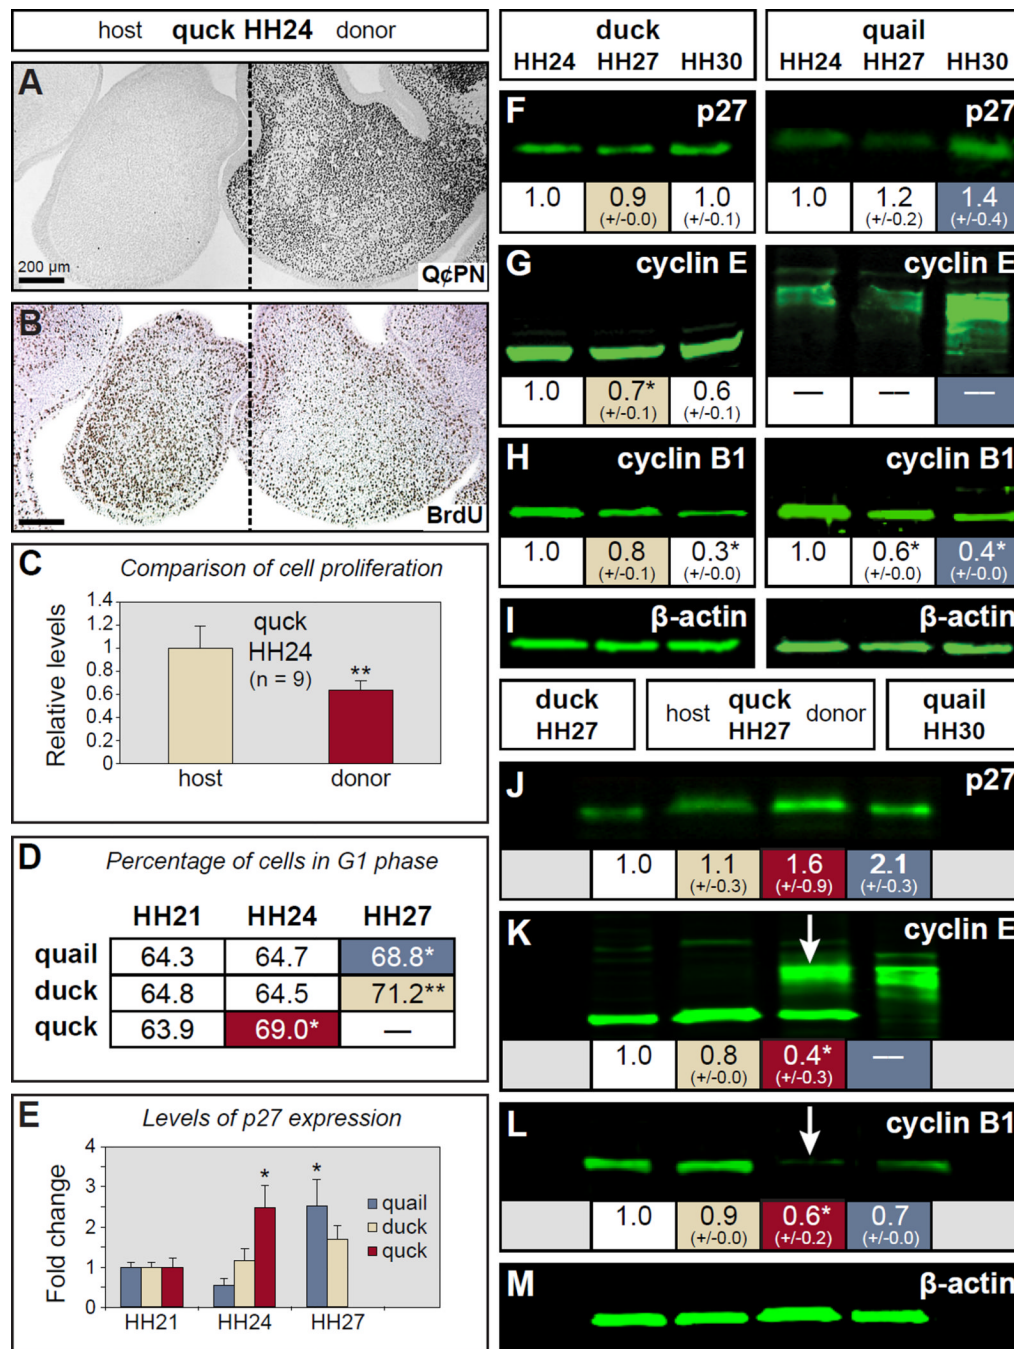 host quck HH24 donor
A
200 µm
Q¢PN
B
BrdU
C Comparison of cell proliferation
Relative levels
1.4
1.2
1
0.8
0.6
0.4
0.2
0
quck
HH24
(n = 9)
**
host donor
D Percentage of cells in G1 phase
HH21 HH24 HH27
quail 64.3 64.7 68.8*
duck 64.8 64.5 71.2**
quck 63.9 69.0* —
E Levels of p27 expression
Fold change
4
3
2
1
0
* *
quail
duck
quck
HH21 HH24 HH27
duck
HH24 HH27 HH30
quail
HH24 HH27 HH30
F p27 p27
1.0 0.9 1.0 1.0 1.2 1.4
(+/-0.0) (+/-0.1) (+/-0.2) (+/-0.4)
G cyclin E cyclin E
1.0 0.7* 0.6 — — —
(+/-0.1) (+/-0.1)
H cyclin B1 cyclin B1
1.0 0.8 0.3* 1.0 0.6* 0.4*
(+/-0.1) (+/-0.0) (+/-0.0) (+/-0.0)
I β-actin β-actin
duck
HH27
host quck donor
HH27
quail
HH30
J p27
1.0 1.1 1.6 2.1
(+/-0.3) (+/-0.9) (+/-0.3)
K cyclin E
1.0 0.8 0.4* —
(+/-0.0) (+/-0.3)
L cyclin B1
1.0 0.9 0.6* 0.7
(+/-0.0) (+/-0.2) (+/-0.0)
M β-actin